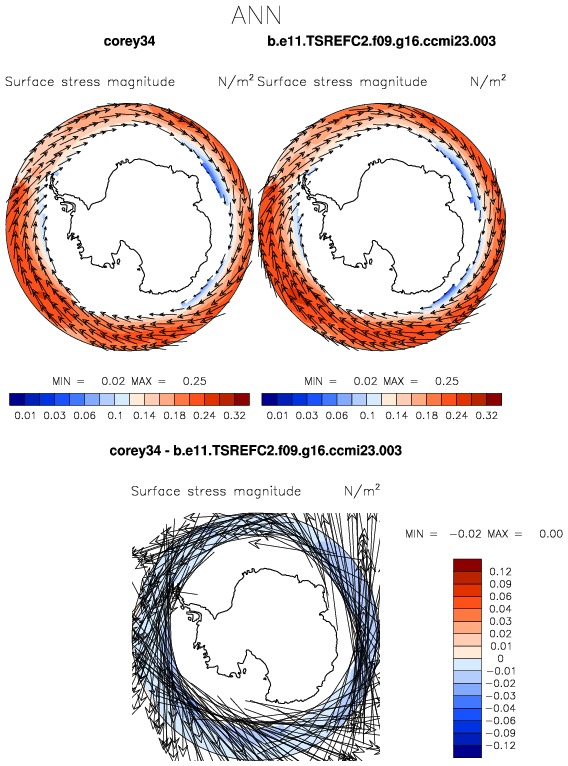 ANN
corey34 b.e11.TSREFC2.f09.g16.ccmi23.003
Surface stress magnitude N/m² Surface stress magnitude N/m²
MIN = 0.02 MAX = 0.25 MIN = 0.02 MAX = 0.25
0.01 0.03 0.06 0.1 0.14 0.18 0.24 0.32 0.01 0.03 0.06 0.1 0.14 0.18 0.24 0.32
corey34 - b.e11.TSREFC2.f09.g16.ccmi23.003
Surface stress magnitude N/m²
MIN = -0.02 MAX = 0.00
0.12
0.09
0.06
0.04
0.03
0.02
0.01
0
-0.01
-0.02
-0.03
-0.04
-0.06
-0.09
-0.12